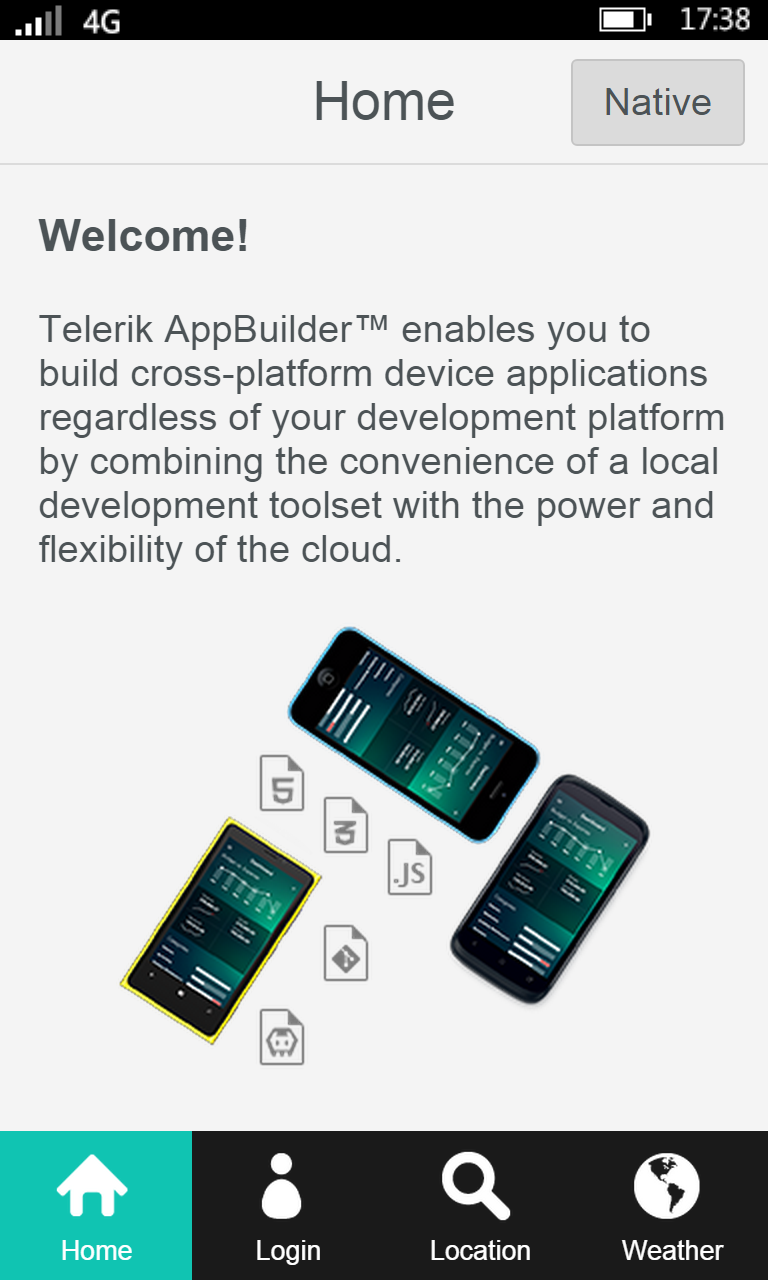 4G 17:38
Home Native
Welcome!
Telerik AppBuilder™ enables you to
build cross-platform device applications
regardless of your development platform
by combining the convenience of a local
development toolset with the power and
flexibility of the cloud.
5
3
.JS
Home Login Location Weather